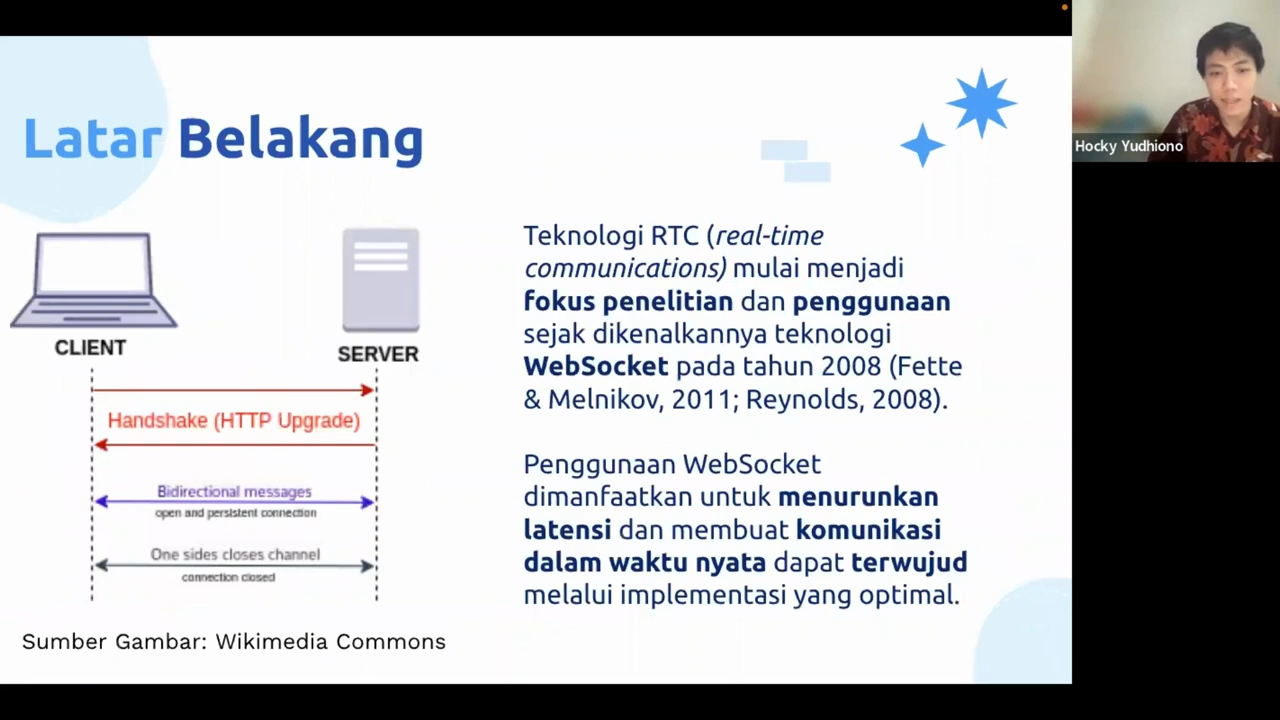 Latar Belakang
CLIENT
SERVER
Handshake (HTTP Upgrade)
Bidirectional messages
open and persistent connection
One sides closes channel
connection closed
Sumber Gambar: Wikimedia Commons
Teknologi RTC (real-time
communications) mulai menjadi
fokus penelitian dan penggunaan
sejak dikenalkannya teknologi
WebSocket pada tahun 2008 (Fette
& Melnikov, 2011; Reynolds, 2008).
Penggunaan WebSocket
dimanfaatkan untuk menurunkan
latensi dan membuat komunikasi
dalam waktu nyata dapat terwujud
melalui implementasi yang optimal.
Hocky Yudhiono